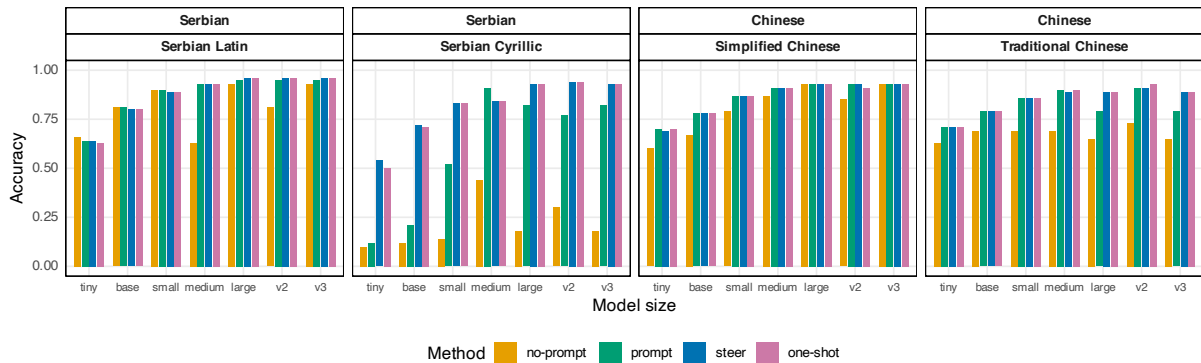 Serbian Serbian Chinese Chinese
Serbian Latin Serbian Cyrillic Simplified Chinese Traditional Chinese
1.00
0.75
0.50
0.25
0.00
Accuracy
tiny base small medium large v2 v3 tiny base small medium large v2 v3 tiny base small medium large v2 v3 tiny base small medium large v2 v3
Model size
Method no-prompt prompt steer one-shot